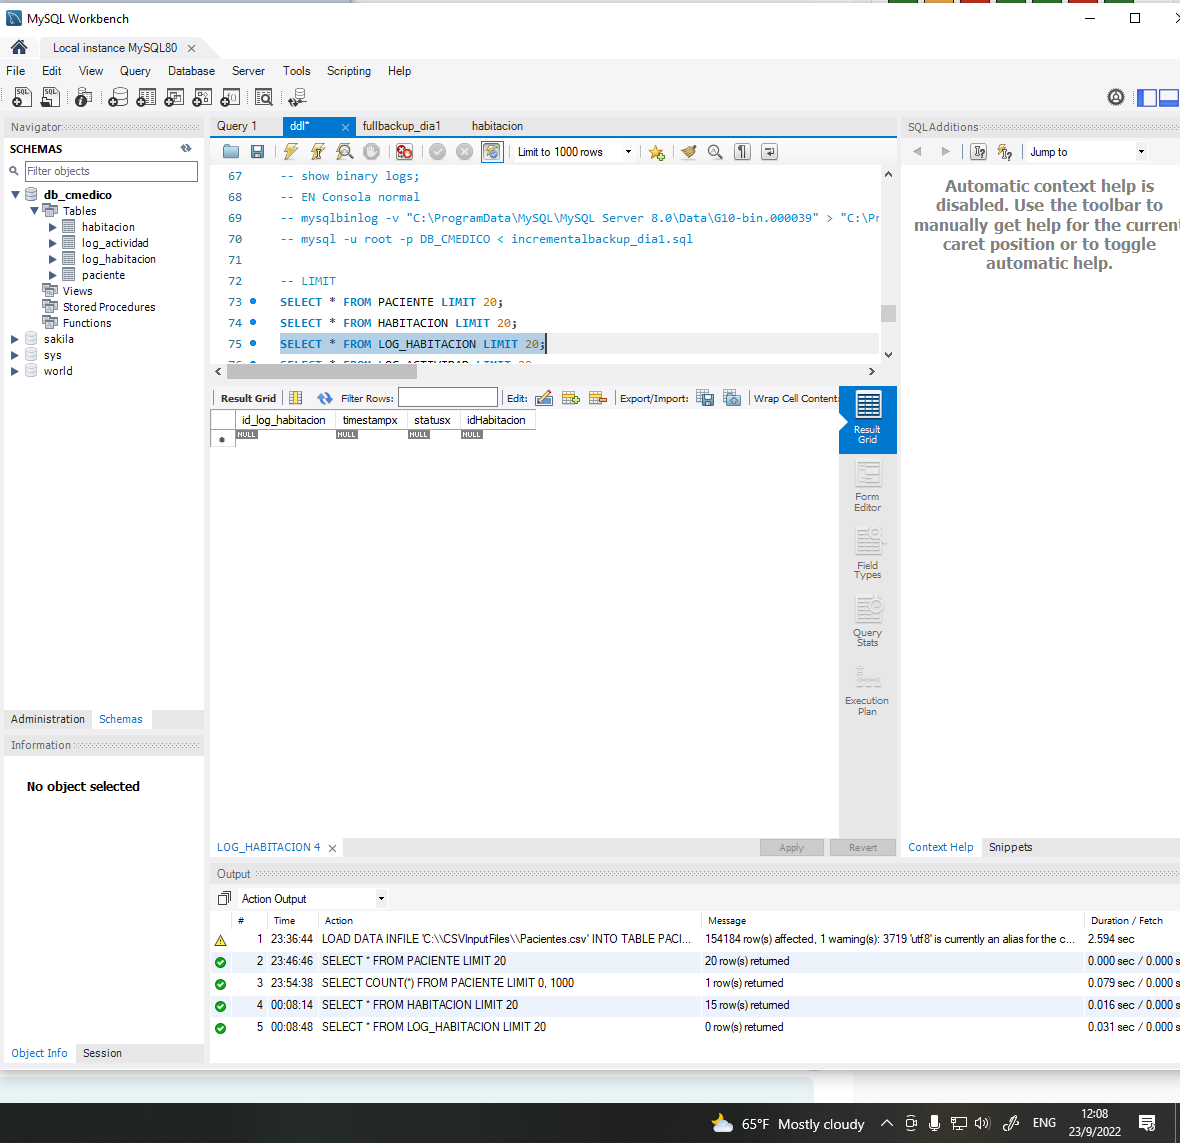 MySQL Workbench
Local instance MySQL80
File Edit View Query Database Server Tools Scripting Help
Navigator
SCHEMAS
Filter objects
db_cmedico
Tables
habitacion
log_actividad
log_habitacion
paciente
Views
Stored Procedures
Functions
sakila
sys
world
Administration Schemas
Information
No object selected
Object Info Session
Query 1 ddl* fullbackup_dia1 habitacion
Limit to 1000 rows
67 -- show binary logs;
68 -- EN Consola normal
69 -- mysqlbinlog -v "C:\ProgramData\MySQL\MySQL Server 8.0\Data\G10-bin.000039" > "C:\Pr
70 -- mysql -u root -p DB_CMEDICO < incrementalbackup_dia1.sql
71
72 -- LIMIT
73 SELECT * FROM PACIENTE LIMIT 20;
74 SELECT * FROM HABITACION LIMIT 20;
75 SELECT * FROM LOG_HABITACION LIMIT 20;
Result Grid Filter Rows: Edit: Export/Import: Wrap Cell Content:
id_log_habitacion timestampx statusx idHabitacion
NULL NULL NULL NULL
Result Grid
Form Editor
Field Types
Query Stats
Execution Plan
LOG_HABITACION 4
Apply Revert
SQLAdditions
Jump to
Automatic context help is
disabled. Use the toolbar to
manually get help for the current
caret position or to toggle
automatic help.
Context Help Snippets
Output
Action Output
# Time Action Message Duration / Fetch
1 23:36:44 LOAD DATA INFILE 'C:\\CSVInputFiles\\Pacientes.csv' INTO TABLE PACI... 154184 row(s) affected, 1 warning(s): 3719 'utf8' is currently an alias for the c... 2.594 sec
2 23:46:46 SELECT * FROM PACIENTE LIMIT 20 20 row(s) returned 0.000 sec / 0.000 s
3 23:54:38 SELECT COUNT(*) FROM PACIENTE LIMIT 0, 1000 1 row(s) returned 0.079 sec / 0.000 s
4 00:08:14 SELECT * FROM HABITACION LIMIT 20 15 row(s) returned 0.016 sec / 0.000 s
5 00:08:48 SELECT * FROM LOG_HABITACION LIMIT 20 0 row(s) returned 0.031 sec / 0.000 s
65°F Mostly cloudy
ENG
12:08
23/9/2022